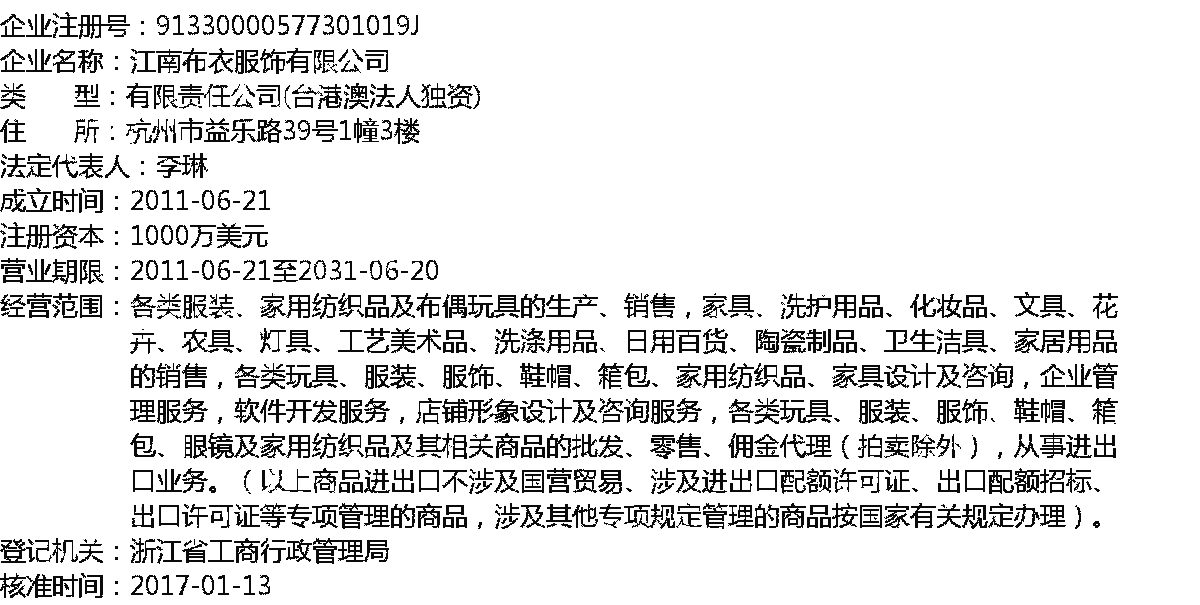 企业注册号：91330000577301019J
企业名称：江南布衣服饰有限公司
类 型：有限责任公司(台港澳法人独资)
住 所：杭州市益乐路39号1幢3楼
法定代表人：李琳
成立时间：2011-06-21
注册资本：1000万美元
营业期限：2011-06-21至2031-06-20
经营范围：各类服装、家用纺织品及布偶玩具的生产、销售，家具、洗护用品、化妆品、文具、花
卉、农具、灯具、工艺美术品、洗涤用品、日用百货、陶瓷制品、卫生洁具、家居用品
的销售，各类玩具、服装、服饰、鞋帽、箱包、家用纺织品、家具设计及咨询，企业管
理服务，软件开发服务，店铺形象设计及咨询服务，各类玩具、服装、服饰、鞋帽、箱
包、眼镜及家用纺织品及其相关商品的批发、零售、佣金代理（拍卖除外），从事进出
口业务。（以上商品进出口不涉及国营贸易、涉及进出口配额许可证、出口配额招标、
出口许可证等专项管理的商品，涉及其他专项规定管理的商品按国家有关规定办理）。
登记机关：浙江省工商行政管理局
核准时间：2017-01-13